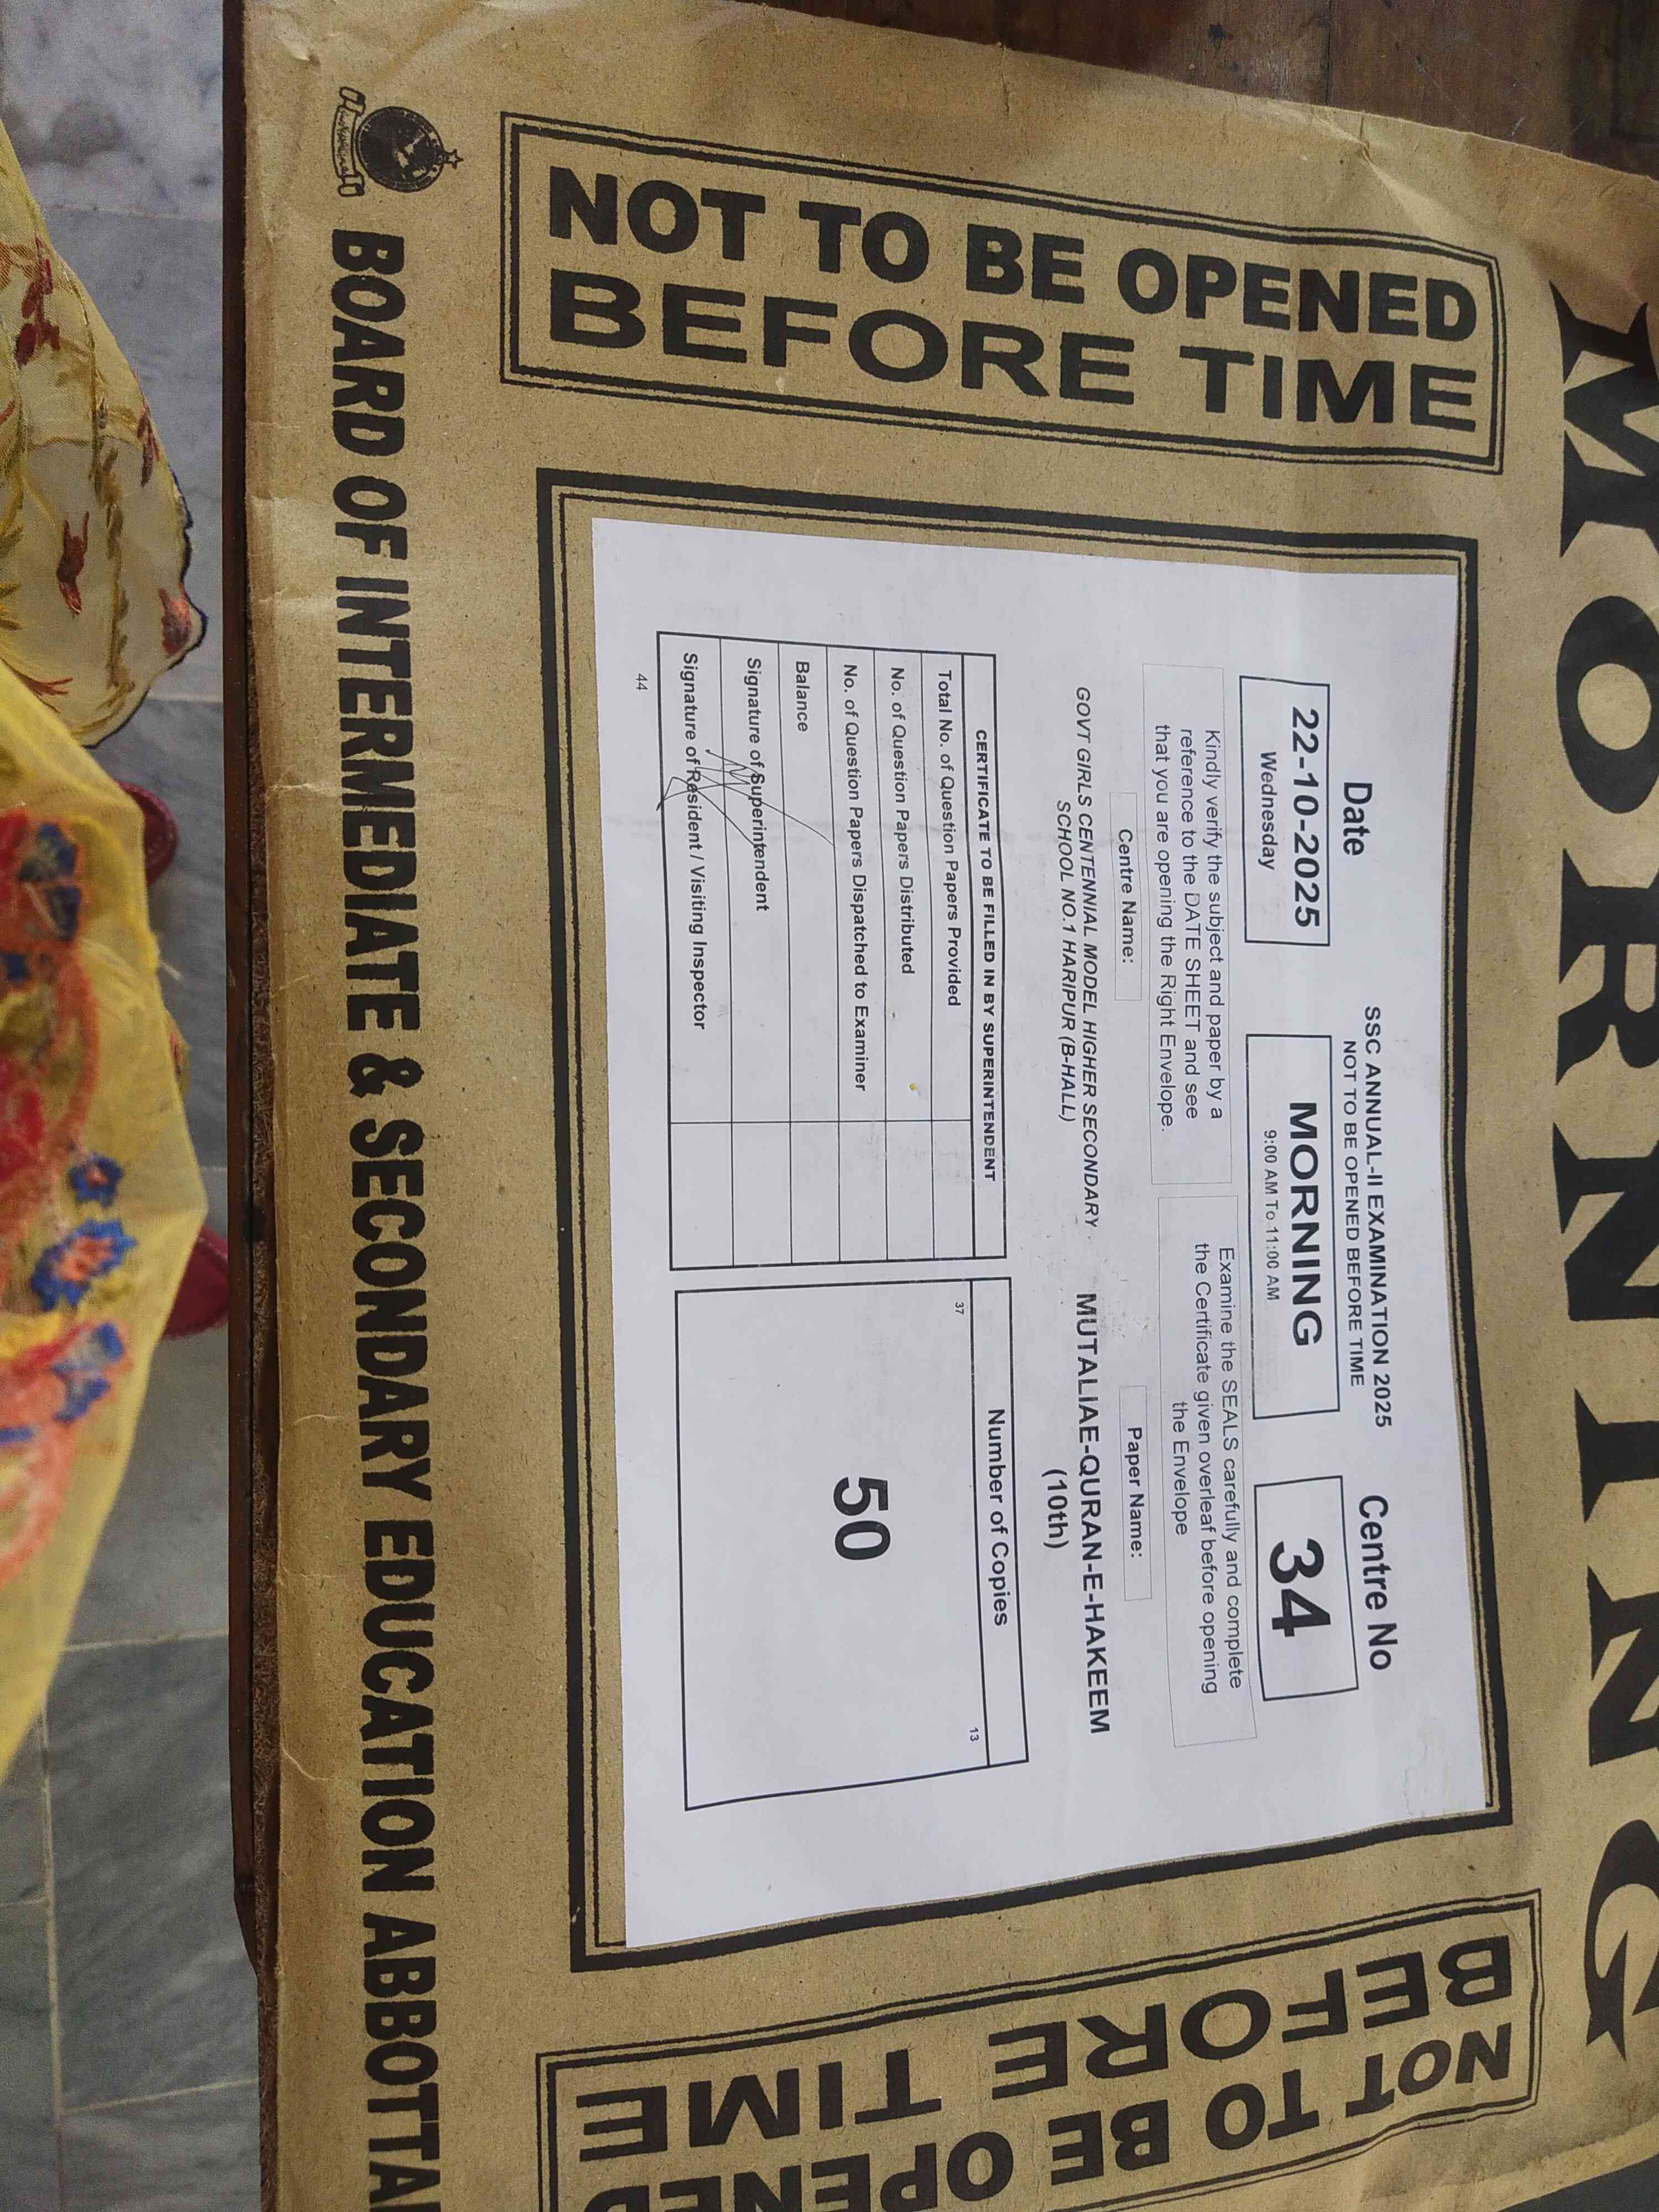 MORNING
NOT TO BE OPENED
BEFORE TIME
Date
SSC ANNUAL-II EXAMINATION 2025
NOT TO BE OPENED BEFORE TIME
Centre No
22-10-2025
Wednesday
MORNING
9:00 AM To 11:00 AM
34
Kindly verify the subject and paper by a
reference to the DATE SHEET and see
that you are opening the Right Envelope.
Examine the SEALS carefully and complete
the Certificate given overleaf before opening
the Envelope
Centre Name:
GOVT GIRLS CENTENNIAL MODEL HIGHER SECONDARY
SCHOOL NO.1 HARIPUR (B-HALL)
Paper Name:
MUTALIAE-QURAN-E-HAKEEM
(10th)
CERTIFICATE TO BE FILLED IN BY SUPERINTENDENT
Total No. of Question Papers Provided
No. of Question Papers Distributed
No. of Question Papers Dispatched to Examiner
Balance
Signature of Superintendent
Signature of Resident / Visiting Inspector
44
Number of Copies
37
13
50
NOT TO BE OPENED
BEFORE TIME
BOARD OF INTERMEDIATE & SECONDARY EDUCATION ABBOTTA